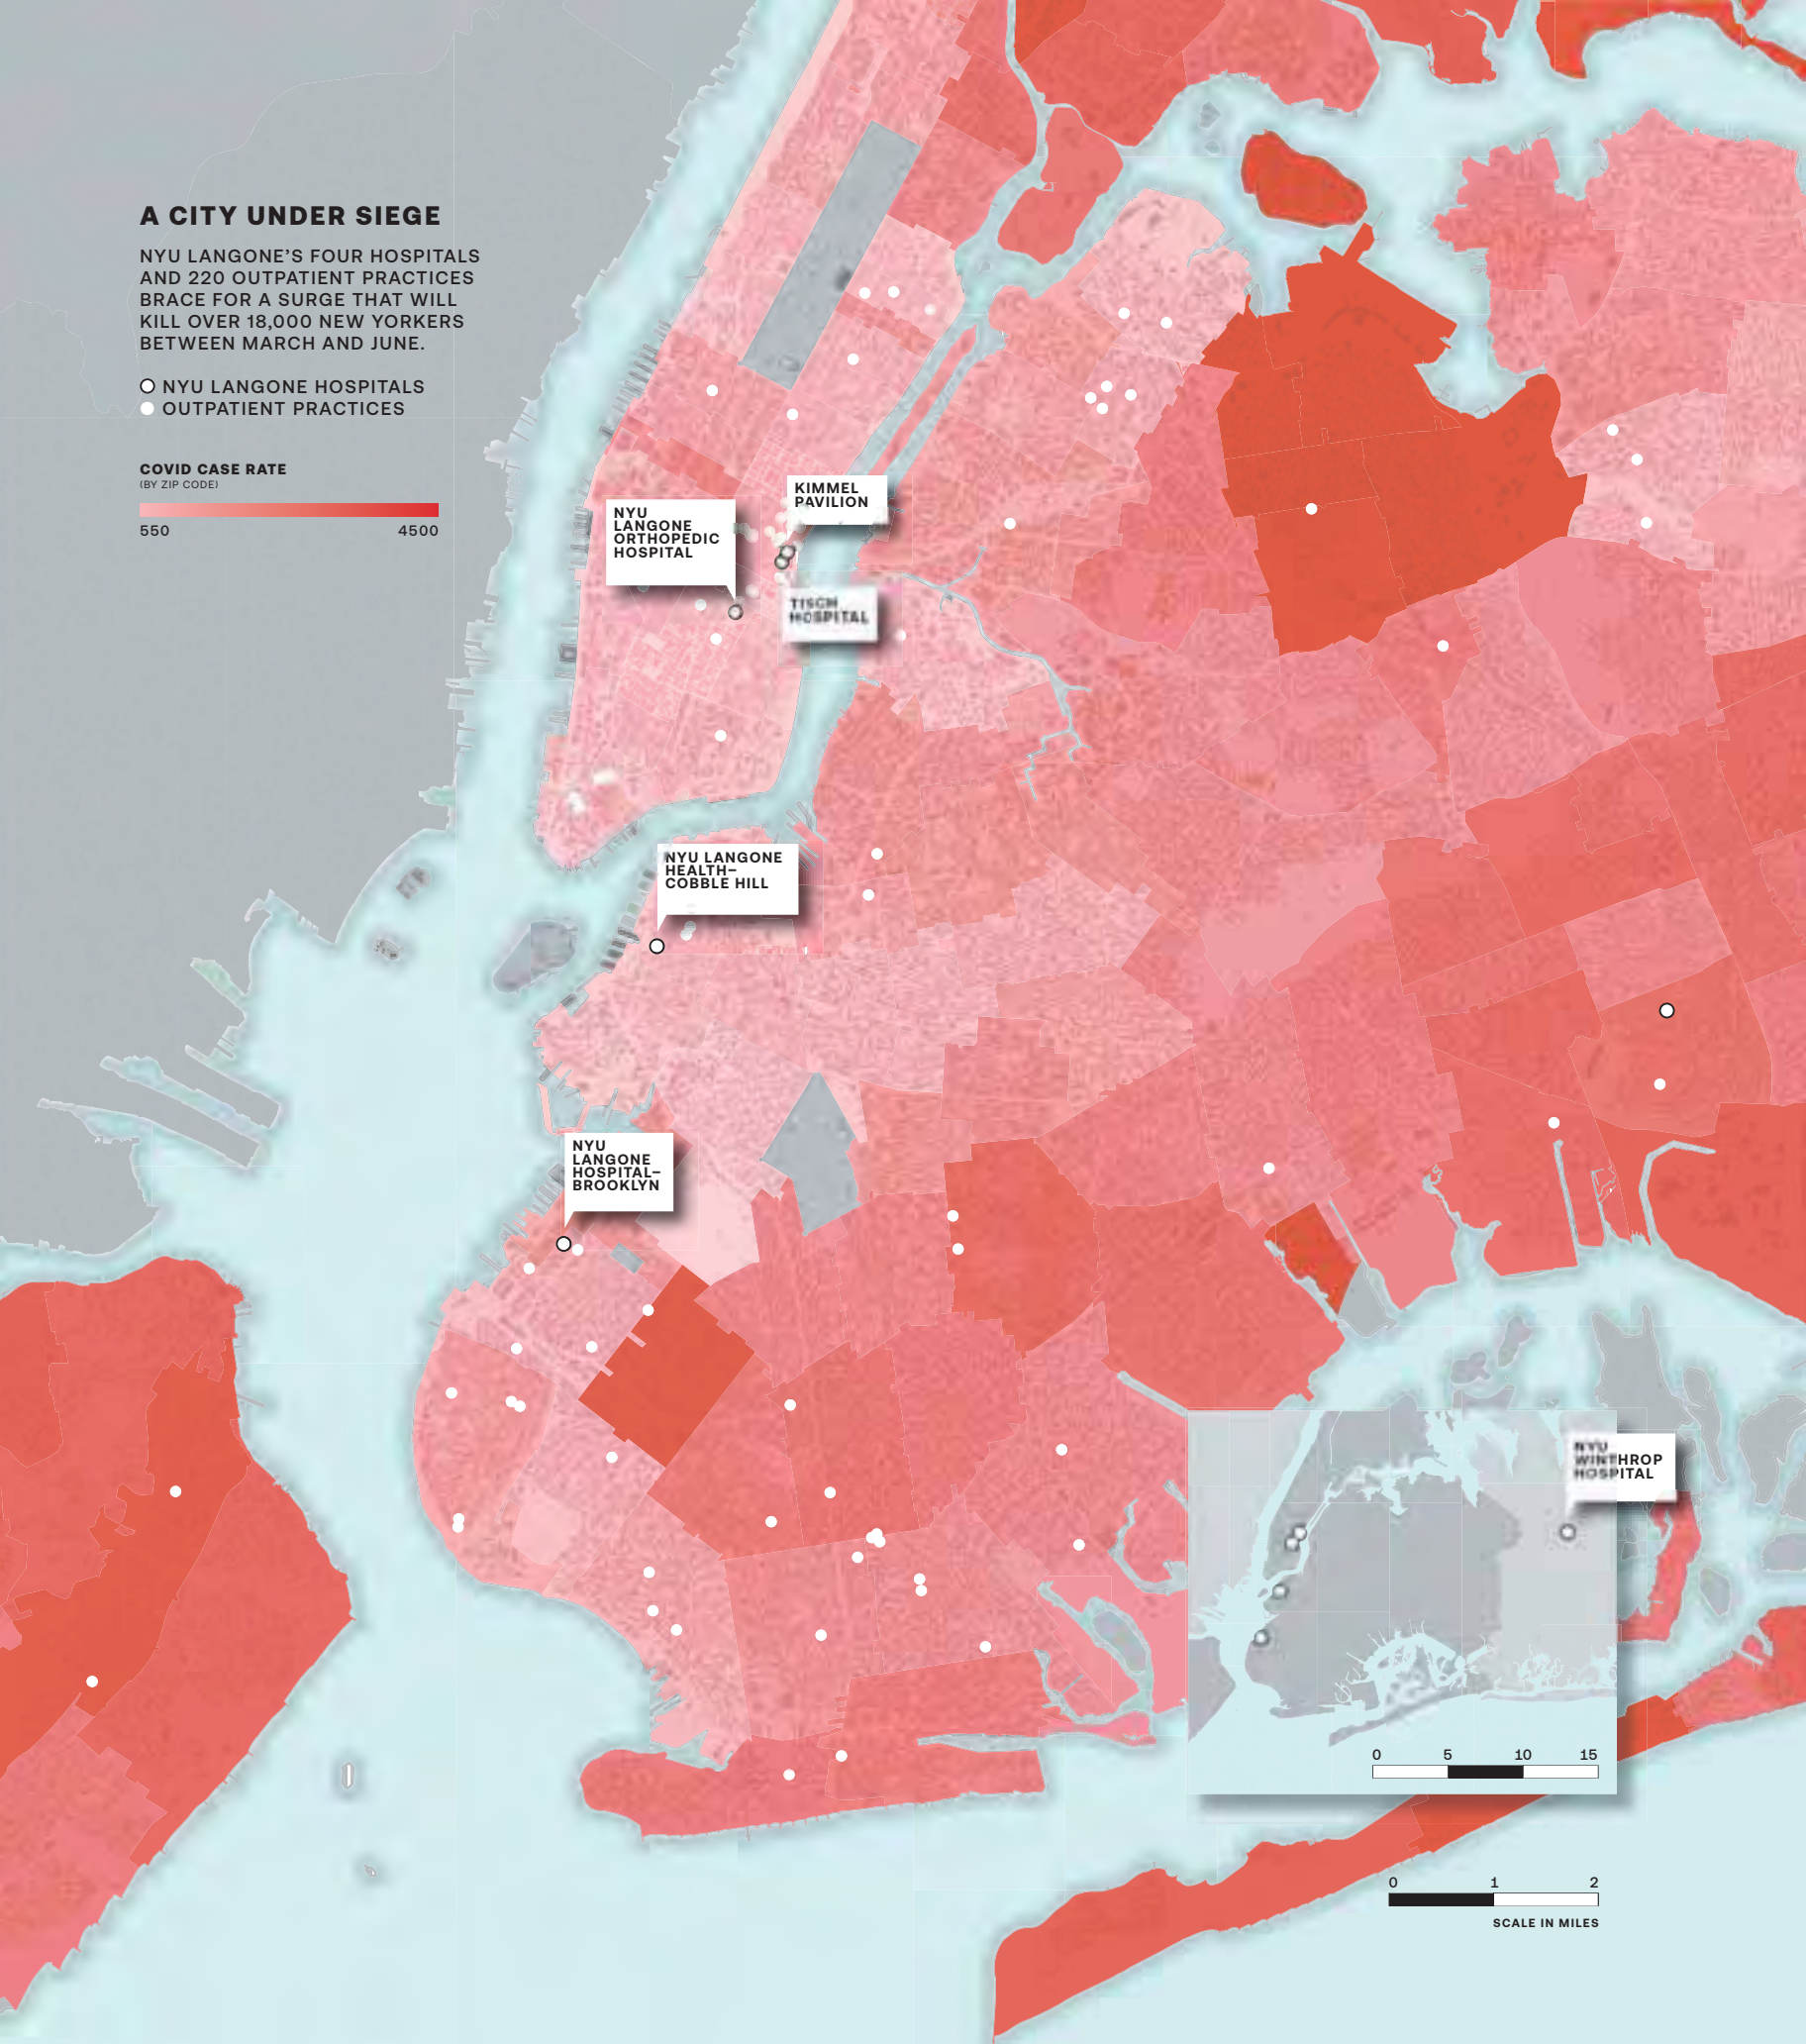 A CITY UNDER SIEGE
NYU LANGONE'S FOUR HOSPITALS
AND 220 OUTPATIENT PRACTICES
BRACE FOR A SURGE THAT WILL
KILL OVER 18,000 NEW YORKERS
BETWEEN MARCH AND JUNE.
NYU LANGONE HOSPITALS
OUTPATIENT PRACTICES
COVID CASE RATE
(BY ZIP CODE)
550 4500
KIMMEL
PAVILION
NYU
LANGONE
ORTHOPEDIC
HOSPITAL
TISCH
HOSPITAL
NYU LANGONE
HEALTH–
COBBLE HILL
NYU
LANGONE
HOSPITAL–
BROOKLYN
NYU
WINTHROP
HOSPITAL
0 5 10 15
0 1 2
SCALE IN MILES